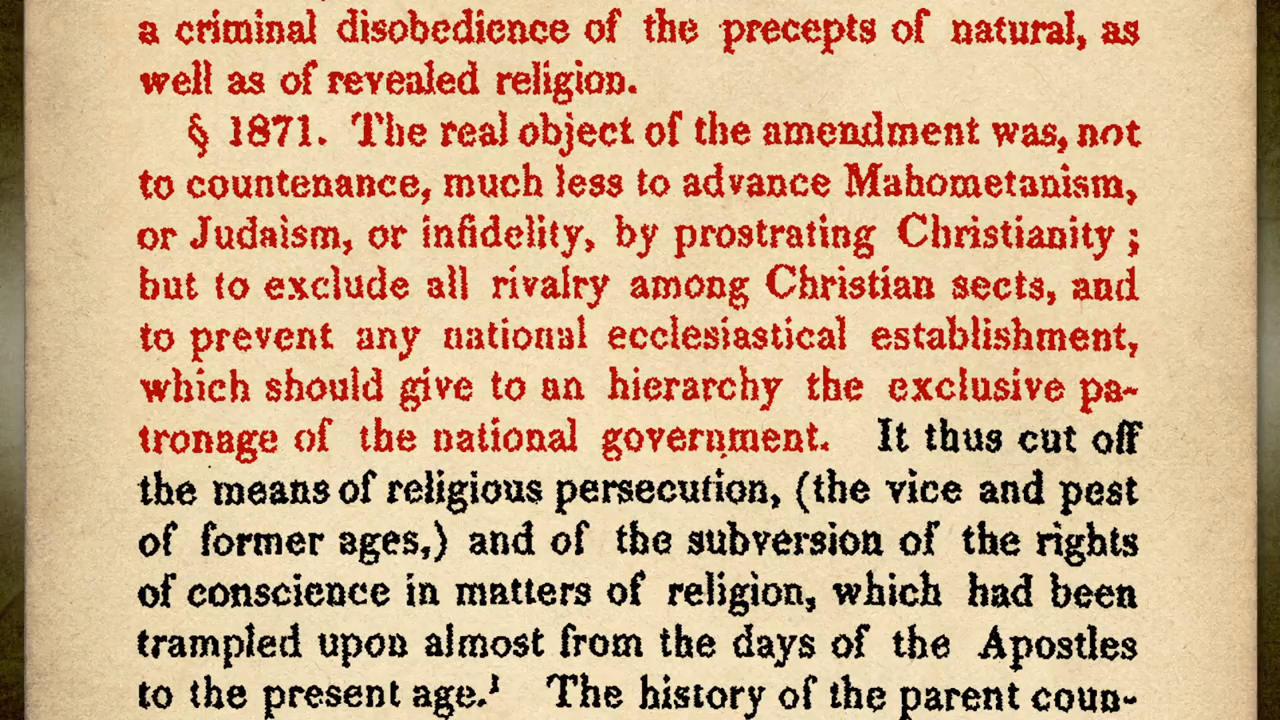 a criminal disobedience of the precepts of natural, as
well as of revealed religion.
§ 1871. The real object of the amendment was, not
to countenance, much less to advance Mahometanism,
or Judaism, or infidelity, by prostrating Christianity ;
but to exclude all rivalry among Christian sects, and
to prevent any national ecclesiastical establishment,
which should give to an hierarchy the exclusive pa-
tronage of the national government. It thus cut off
the means of religious persecution, (the vice and pest
of former ages,) and of the subversion of the rights
of conscience in matters of religion, which had been
trampled upon almost from the days of the Apostles
to the present age.¹ The history of the parent coun-